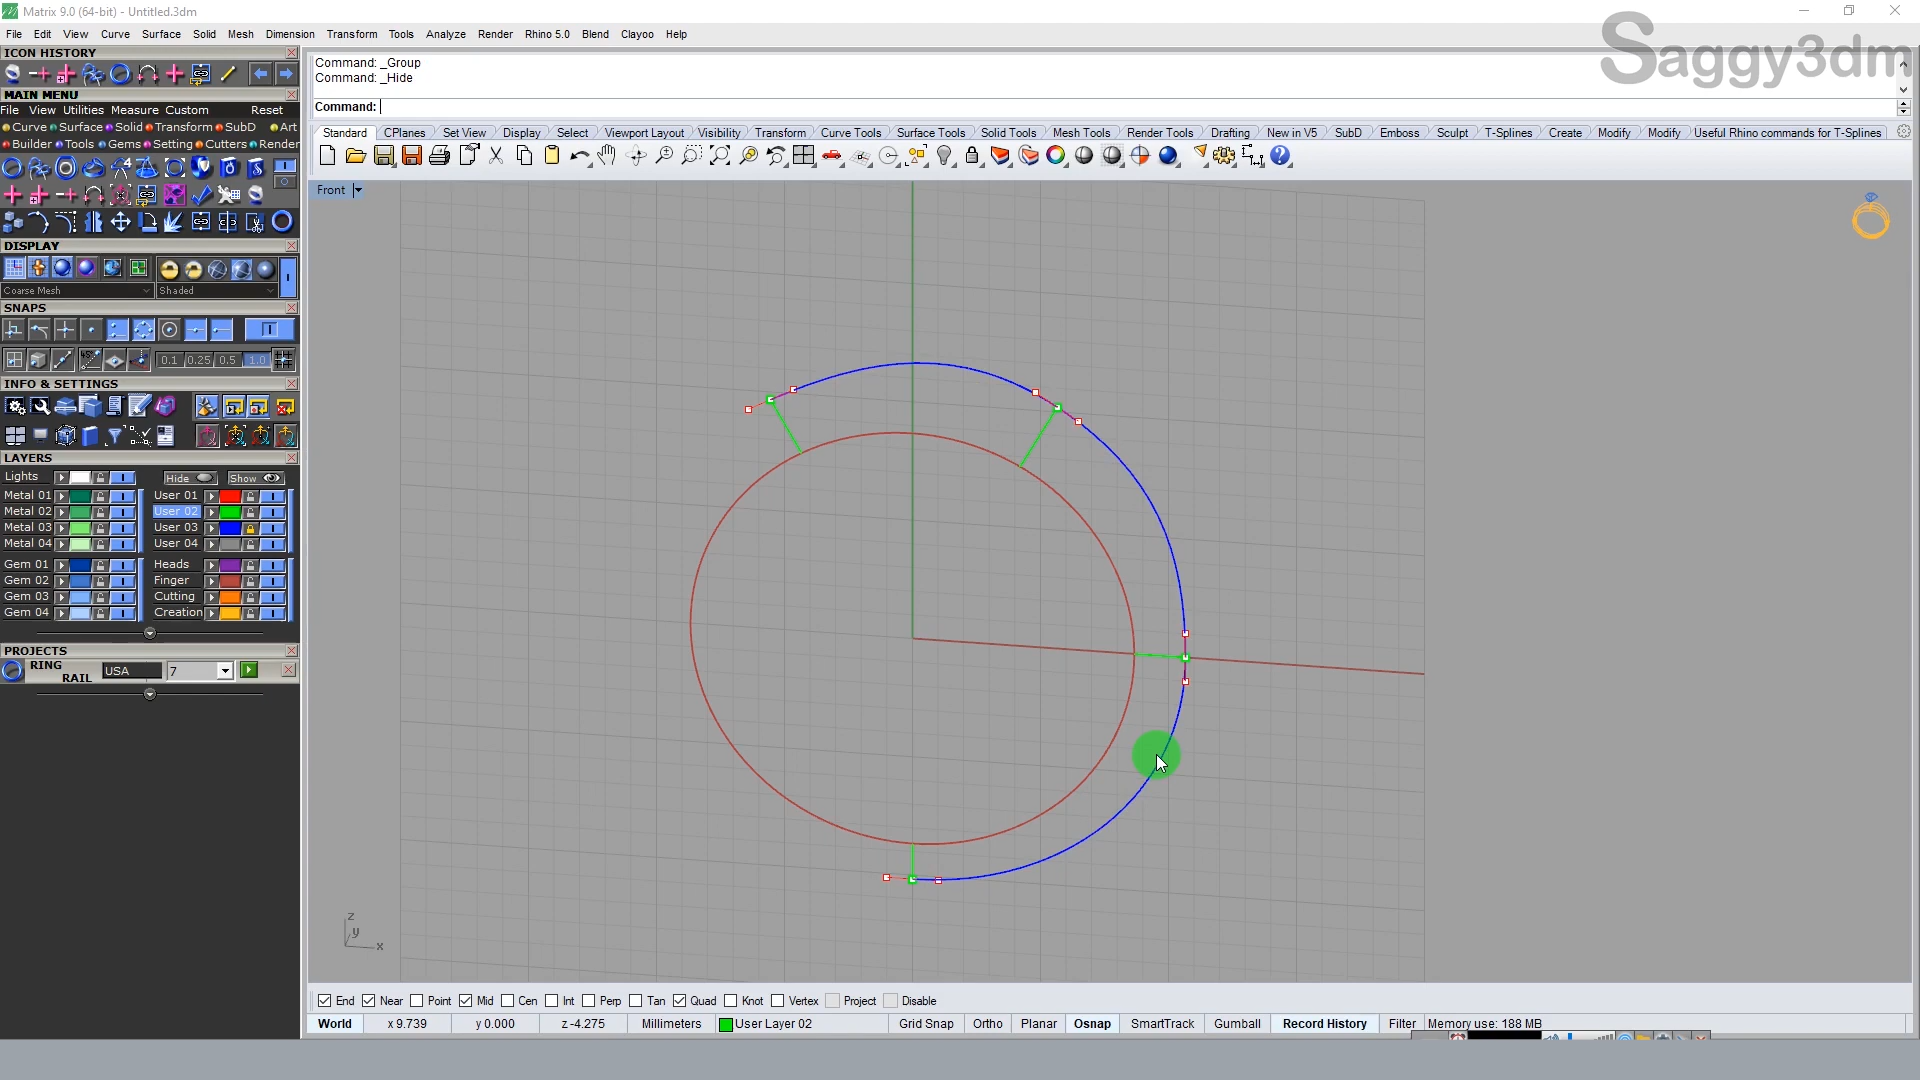 Matrix 9.0 (64-bit) - Untitled.3dm
Saggy3dm
File Edit View Curve Surface Solid Mesh Dimension Transform Tools Analyze Render Rhino 5.0 Blend Clayoo Help
ICON HISTORY
Command: _Group
Command: _Hide
Command:
MAIN MENU
File View Utilities Measure Custom Reset
Curve Surface Solid Transform SubD Art
Builder Tools Gems Setting Cutters Render
Standard CPlanes Set View Display Select Viewport Layout Visibility Transform Curve Tools Surface Tools Solid Tools Mesh Tools Render Tools Drafting New in V5 SubD Emboss Sculpt T-Splines Create Modify Modify Useful Rhino commands for T-Splines
Front
DISPLAY
Coarse Mesh Shaded
SNAPS
0.1 0.25 0.5 1.0
INFO & SETTINGS
LAYERS
Lights Hide Show
Metal 01 User 01
Metal 02 User 02
Metal 03 User 03
Metal 04 User 04
Gem 01 Heads
Gem 02 Finger
Gem 03 Cutting
Gem 04 Creation
PROJECTS
RING RAIL USA 7
z
y
x
End Near Point Mid Cen Int Perp Tan Quad Knot Vertex Project Disable
World x 9.739 y 0.000 z -4.275 Millimeters User Layer 02 Grid Snap Ortho Planar Osnap SmartTrack Gumball Record History Filter Memory use: 188 MB